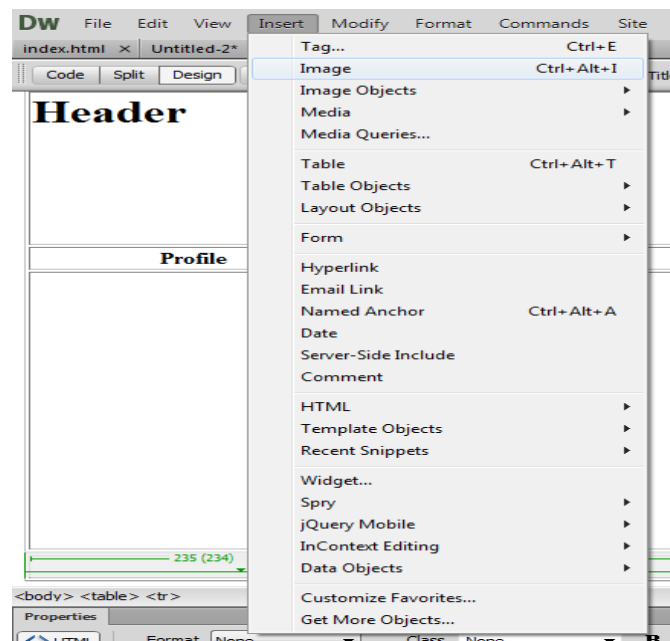 Dw File Edit View Insert Modify Format Commands Site
index.html × Untitled-2*
Code Split Design
Header
Profile
Tag... Ctrl+E
Image Ctrl+Alt+I
Image Objects
Media
Media Queries...
Table Ctrl+Alt+T
Table Objects
Layout Objects
Form
Hyperlink
Email Link
Named Anchor Ctrl+Alt+A
Date
Server-Side Include
Comment
HTML
Template Objects
Recent Snippets
Widget...
Spry
jQuery Mobile
InContext Editing
Data Objects
Customize Favorites...
Get More Objects...
235 (234)
<body> <table> <tr>
Properties
<> HTML Format None Class None B